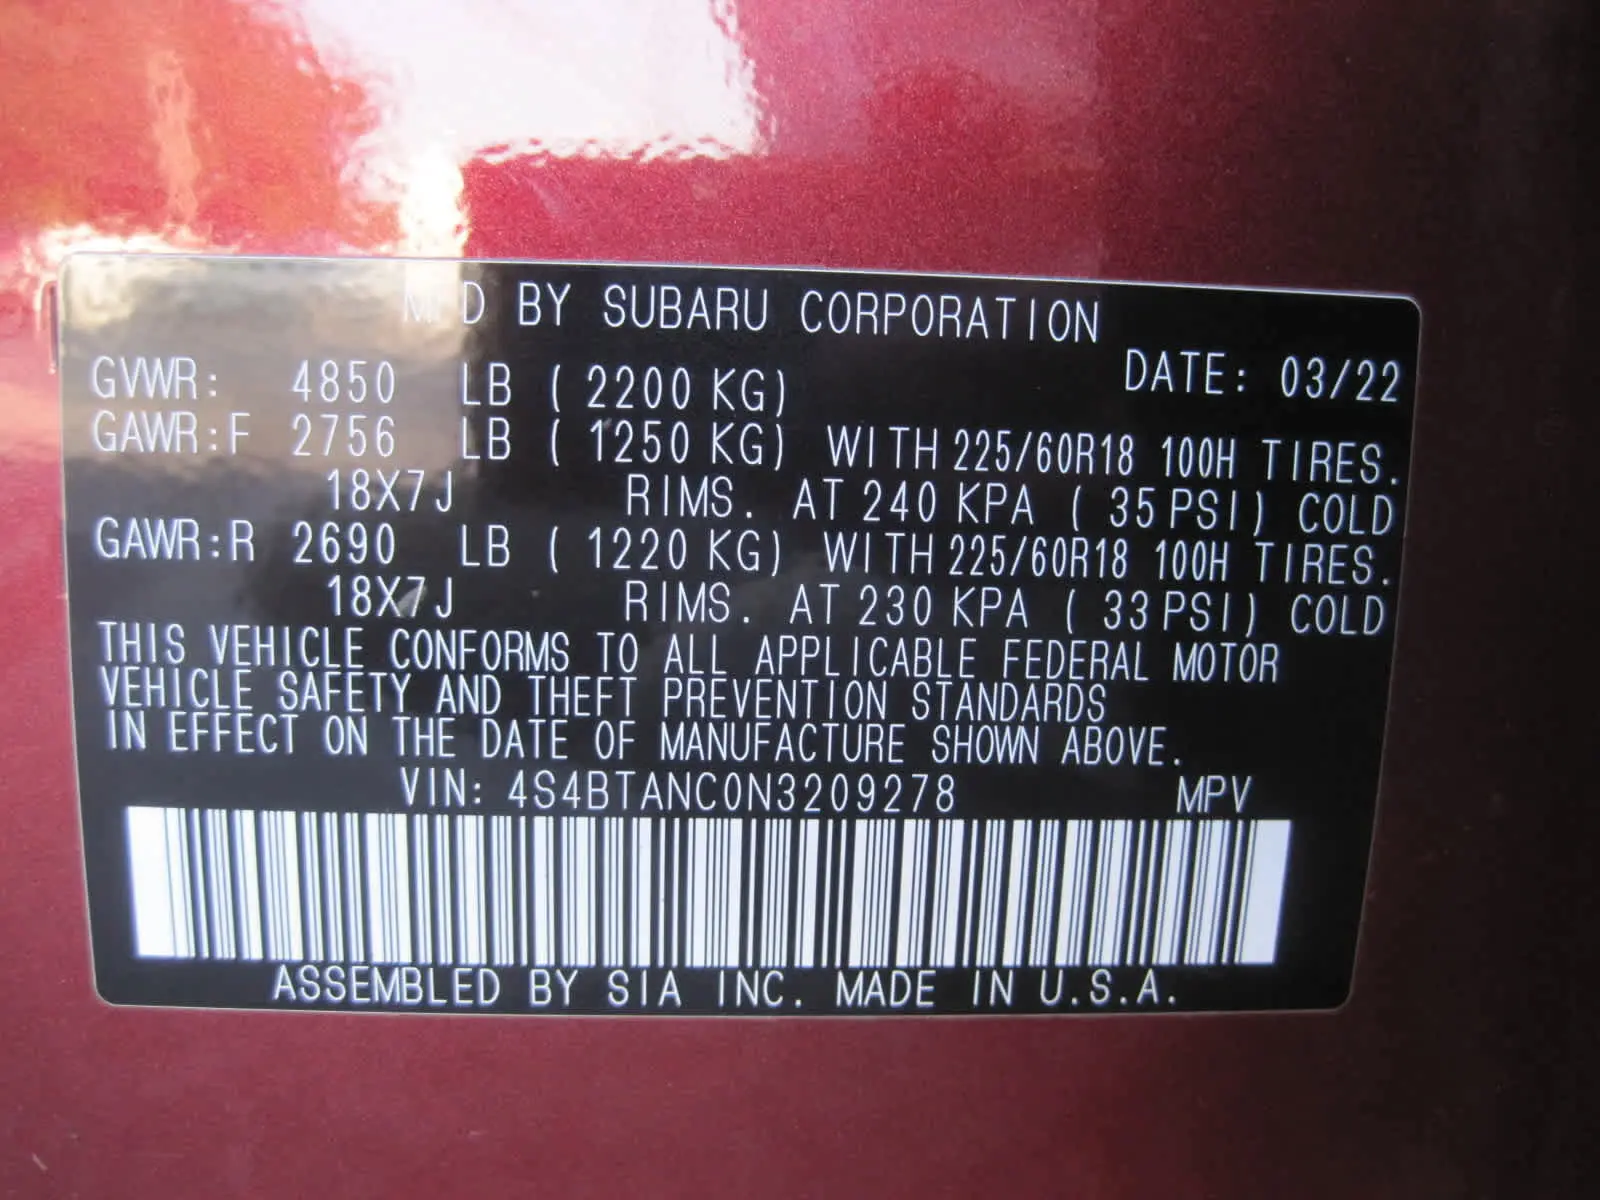 MFD BY SUBARU CORPORATION
DATE: 03/22
GVWR: 4850 LB ( 2200 KG)
GAWR:F 2756 LB ( 1250 KG) WITH 225/60R18 100H TIRES.
18X7J RIMS. AT 240 KPA ( 35 PSI) COLD
GAWR:R 2690 LB ( 1220 KG) WITH 225/60R18 100H TIRES.
18X7J RIMS. AT 230 KPA ( 33 PSI) COLD
THIS VEHICLE CONFORMS TO ALL APPLICABLE FEDERAL MOTOR
VEHICLE SAFETY AND THEFT PREVENTION STANDARDS
IN EFFECT ON THE DATE OF MANUFACTURE SHOWN ABOVE.
VIN: 4S4BTANC0N3209278 MPV
ASSEMBLED BY SIA INC. MADE IN U.S.A.